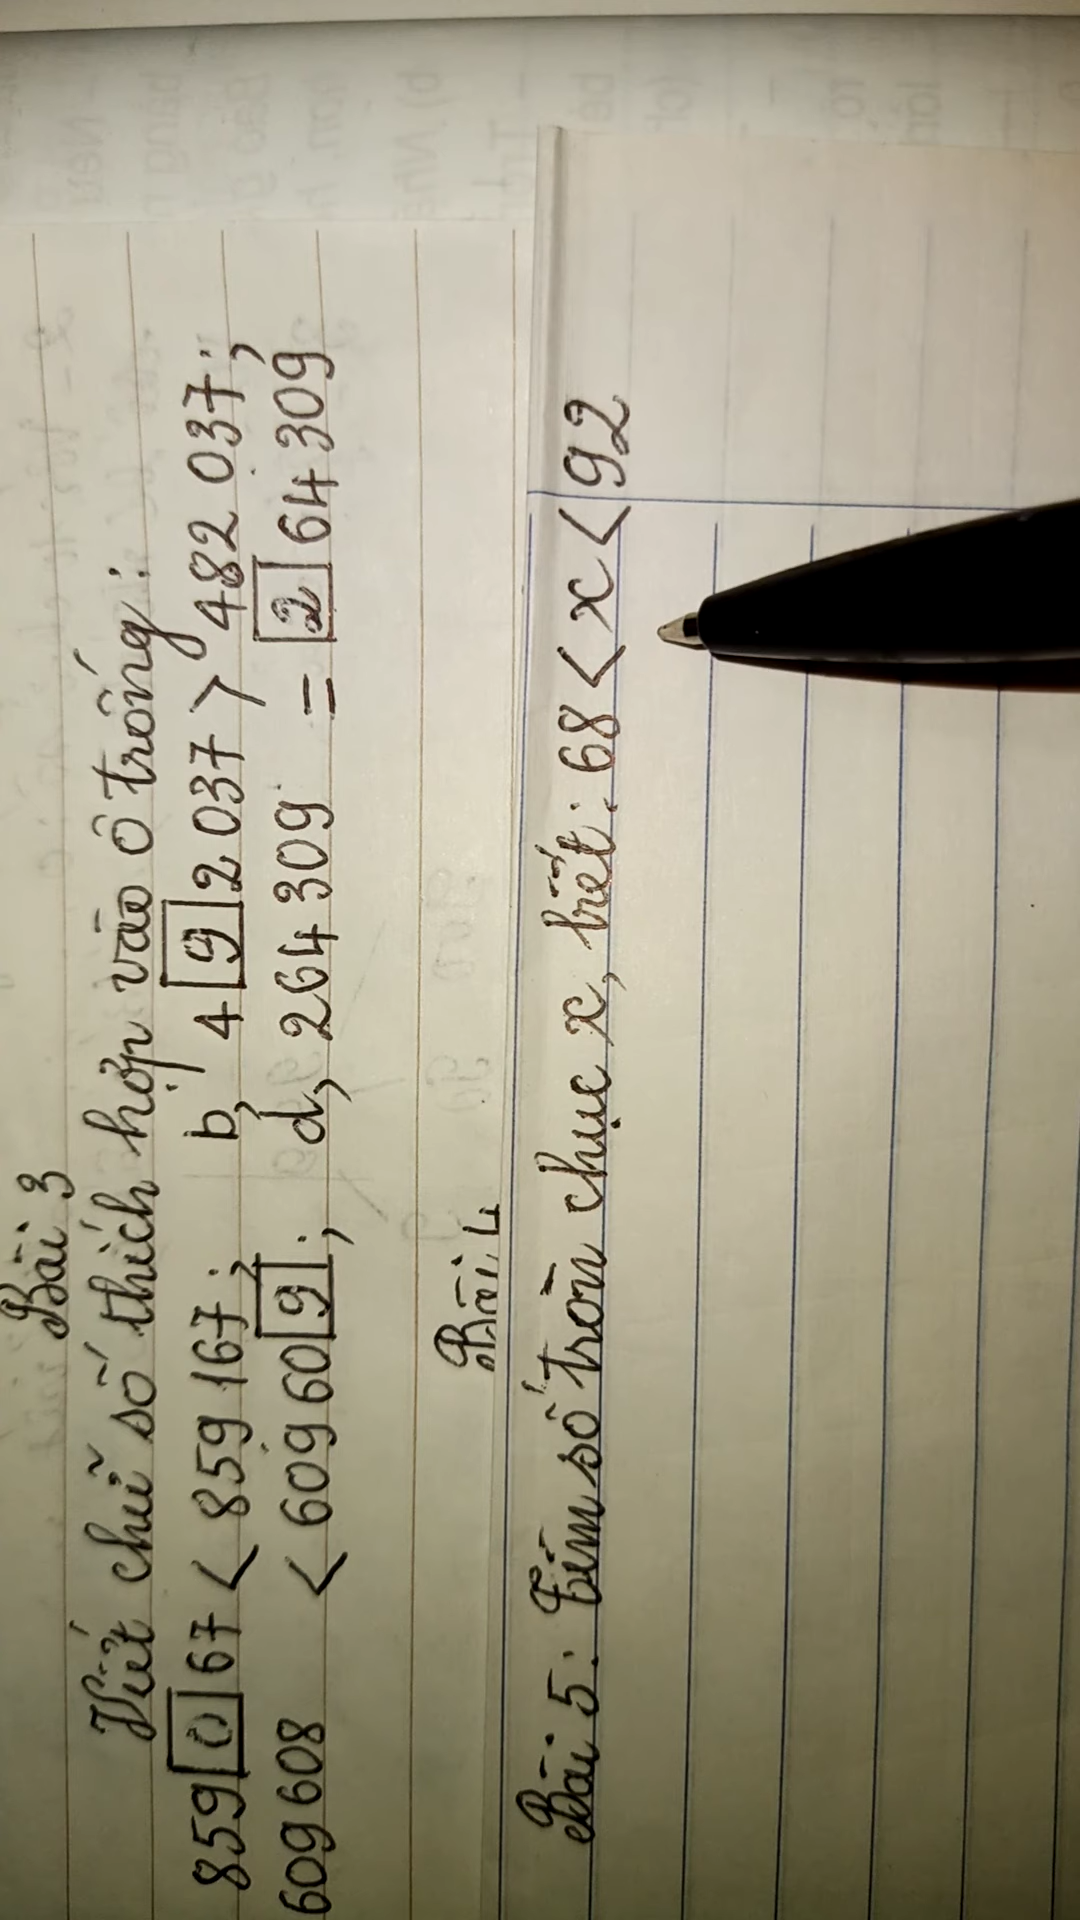 Bài 3
Viết chữ số thích hợp vào ô trống:
859 0 67 < 859 167; b, 4 9 2 037 > 482 037;
609 608 < 609 60 9; d, 264 309 = 2 64 309
Bài 4
Bài 5: Tìm số tròn chục x, biết: 68 < x < 92